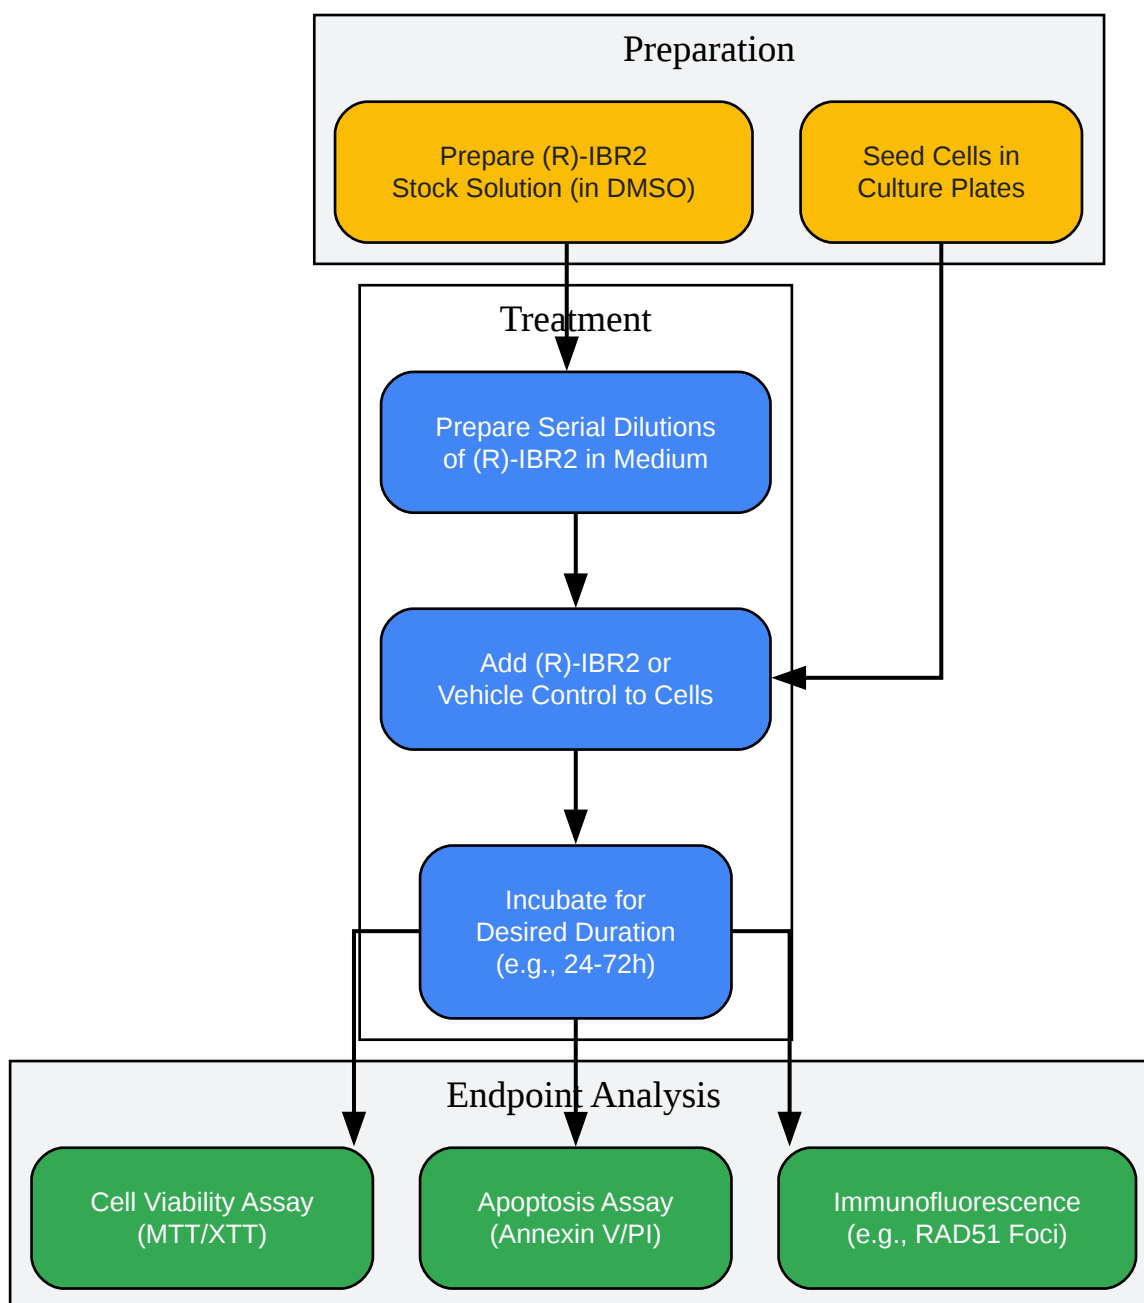 Preparation
Prepare (R)-IBR2
Stock Solution (in DMSO)
Seed Cells in
Culture Plates
Treatment
Prepare Serial Dilutions
of (R)-IBR2 in Medium
Add (R)-IBR2 or
Vehicle Control to Cells
Incubate for
Desired Duration
(e.g., 24-72h)
Endpoint Analysis
Cell Viability Assay
(MTT/XTT)
Apoptosis Assay
(Annexin V/PI)
Immunofluorescence
(e.g., RAD51 Foci)